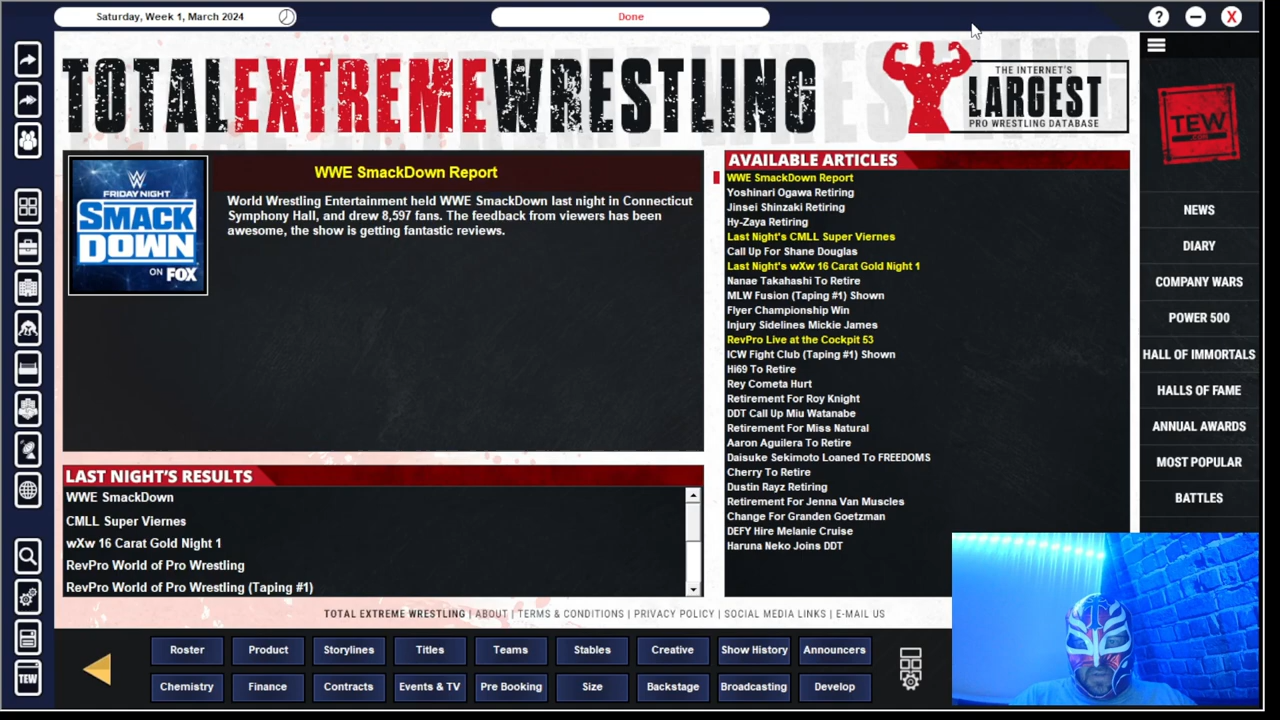 Saturday, Week 1, March 2024
Done
?
X
TOTALEXTREMEWRESTLING
THE INTERNET'S
LARGEST
PRO WRESTLING DATABASE
TEW
.COM
W
FRIDAY NIGHT
SMACK
DOWN
ON FOX
WWE SmackDown Report
World Wrestling Entertainment held WWE SmackDown last night in Connecticut
Symphony Hall, and drew 8,597 fans. The feedback from viewers has been
awesome, the show is getting fantastic reviews.
LAST NIGHT'S RESULTS
WWE SmackDown
CMLL Super Viernes
wXw 16 Carat Gold Night 1
RevPro World of Pro Wrestling
RevPro World of Pro Wrestling (Taping #1)
AVAILABLE ARTICLES
WWE SmackDown Report
Yoshinari Ogawa Retiring
Jinsei Shinzaki Retiring
Hy-Zaya Retiring
Last Night's CMLL Super Viernes
Call Up For Shane Douglas
Last Night's wXw 16 Carat Gold Night 1
Nanae Takahashi To Retire
MLW Fusion (Taping #1) Shown
Flyer Championship Win
Injury Sidelines Mickie James
RevPro Live at the Cockpit 53
ICW Fight Club (Taping #1) Shown
Hi69 To Retire
Rey Cometa Hurt
Retirement For Roy Knight
DDT Call Up Miu Watanabe
Retirement For Miss Natural
Aaron Aguilera To Retire
Daisuke Sekimoto Loaned To FREEDOMS
Cherry To Retire
Dustin Rayz Retiring
Retirement For Jenna Van Muscles
Change For Granden Goetzman
DEFY Hire Melanie Cruise
Haruna Neko Joins DDT
NEWS
DIARY
COMPANY WARS
POWER 500
HALL OF IMMORTALS
HALLS OF FAME
ANNUAL AWARDS
MOST POPULAR
BATTLES
TOTAL EXTREME WRESTLING | ABOUT | TERMS & CONDITIONS | PRIVACY POLICY | SOCIAL MEDIA LINKS | E-MAIL US
TEW
Roster
Product
Storylines
Titles
Teams
Stables
Creative
Show History
Announcers
Chemistry
Finance
Contracts
Events & TV
Pre Booking
Size
Backstage
Broadcasting
Develop